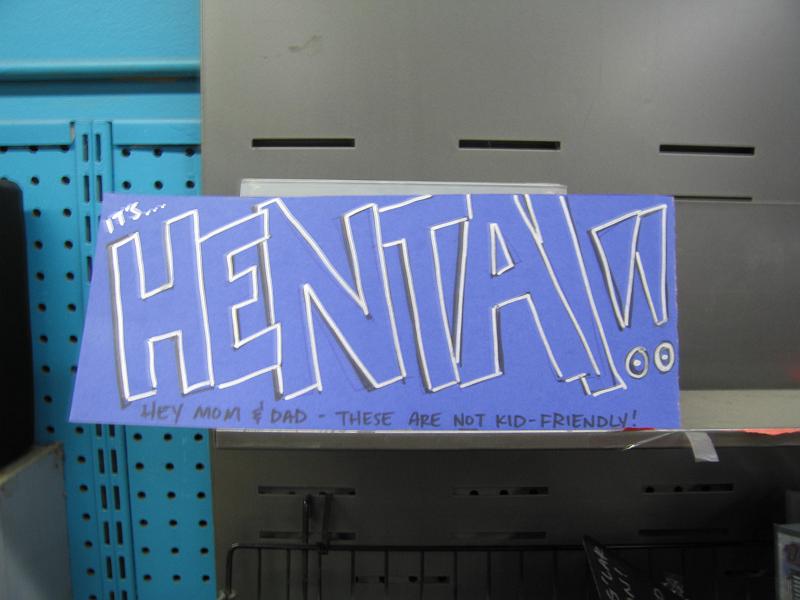 IT'S...
HENTAI!!
HEY MOM & DAD - THESE ARE NOT KID-FRIENDLY!